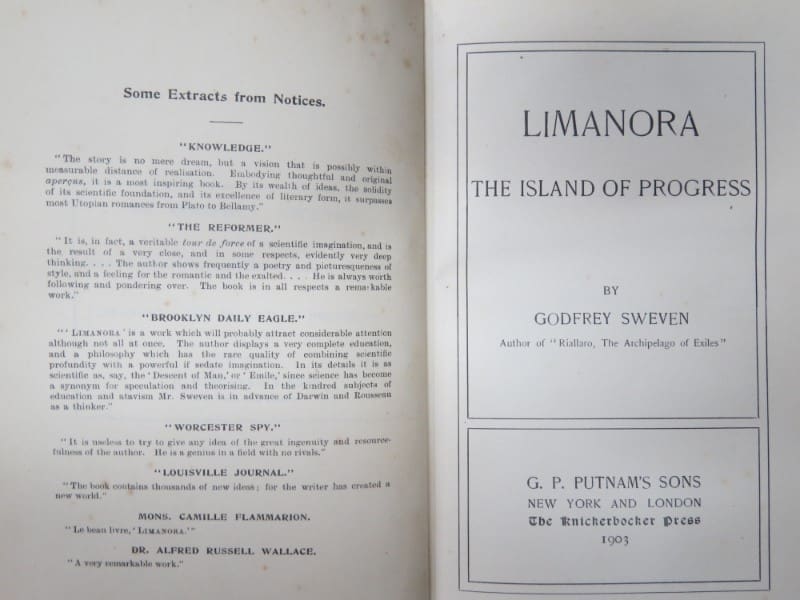 Some Extracts from Notices.
"KNOWLEDGE."
"The story is no mere dream, but a vision that is possibly within
measurable distance of realisation. Embodying thoughtful and original
aperçus, it is a most inspiring book. By its wealth of ideas, the solidity
of its scientific foundation, and its excellence of literary form, it surpasses
most Utopian romances from Plato to Bellamy."
"THE REFORMER."
"It is, in fact, a veritable tour de force of a scientific imagination, and is
the result of a very close, and in some respects, evidently very deep
thinking. . . . The author shows frequently a poetry and picturesqueness of
style, and a feeling for the romantic and the exalted. . . . He is always worth
following and pondering over. The book is in all respects a remarkable
work."
"BROOKLYN DAILY EAGLE."
"'LIMANORA' is a work which will probably attract considerable attention
although not all at once. The author displays a very complete education,
and a philosophy which has the rare quality of combining scientific
profundity with a powerful if sedate imagination. In its details it is as
scientific as, say, the 'Descent of Man,' or 'Emile,' since science has become
a synonym for speculation and theorising. In the kindred subjects of
education and atavism Mr. Sweven is in advance of Darwin and Rousseau
as a thinker."
"WORCESTER SPY."
"It is useless to try to give any idea of the great ingenuity and resource-
fulness of the author. He is a genius in a field with no rivals."
"LOUISVILLE JOURNAL."
"The book contains thousands of new ideas; for the writer has created a
new world."
MONS. CAMILLE FLAMMARION.
"Le beau livre, 'LIMANORA.'"
DR. ALFRED RUSSELL WALLACE.
"A very remarkable work."
LIMANORA
THE ISLAND OF PROGRESS
BY
GODFREY SWEVEN
Author of "Riallaro, The Archipelago of Exiles"
G. P. PUTNAM'S SONS
NEW YORK AND LONDON
The Knickerbocker Press
1903